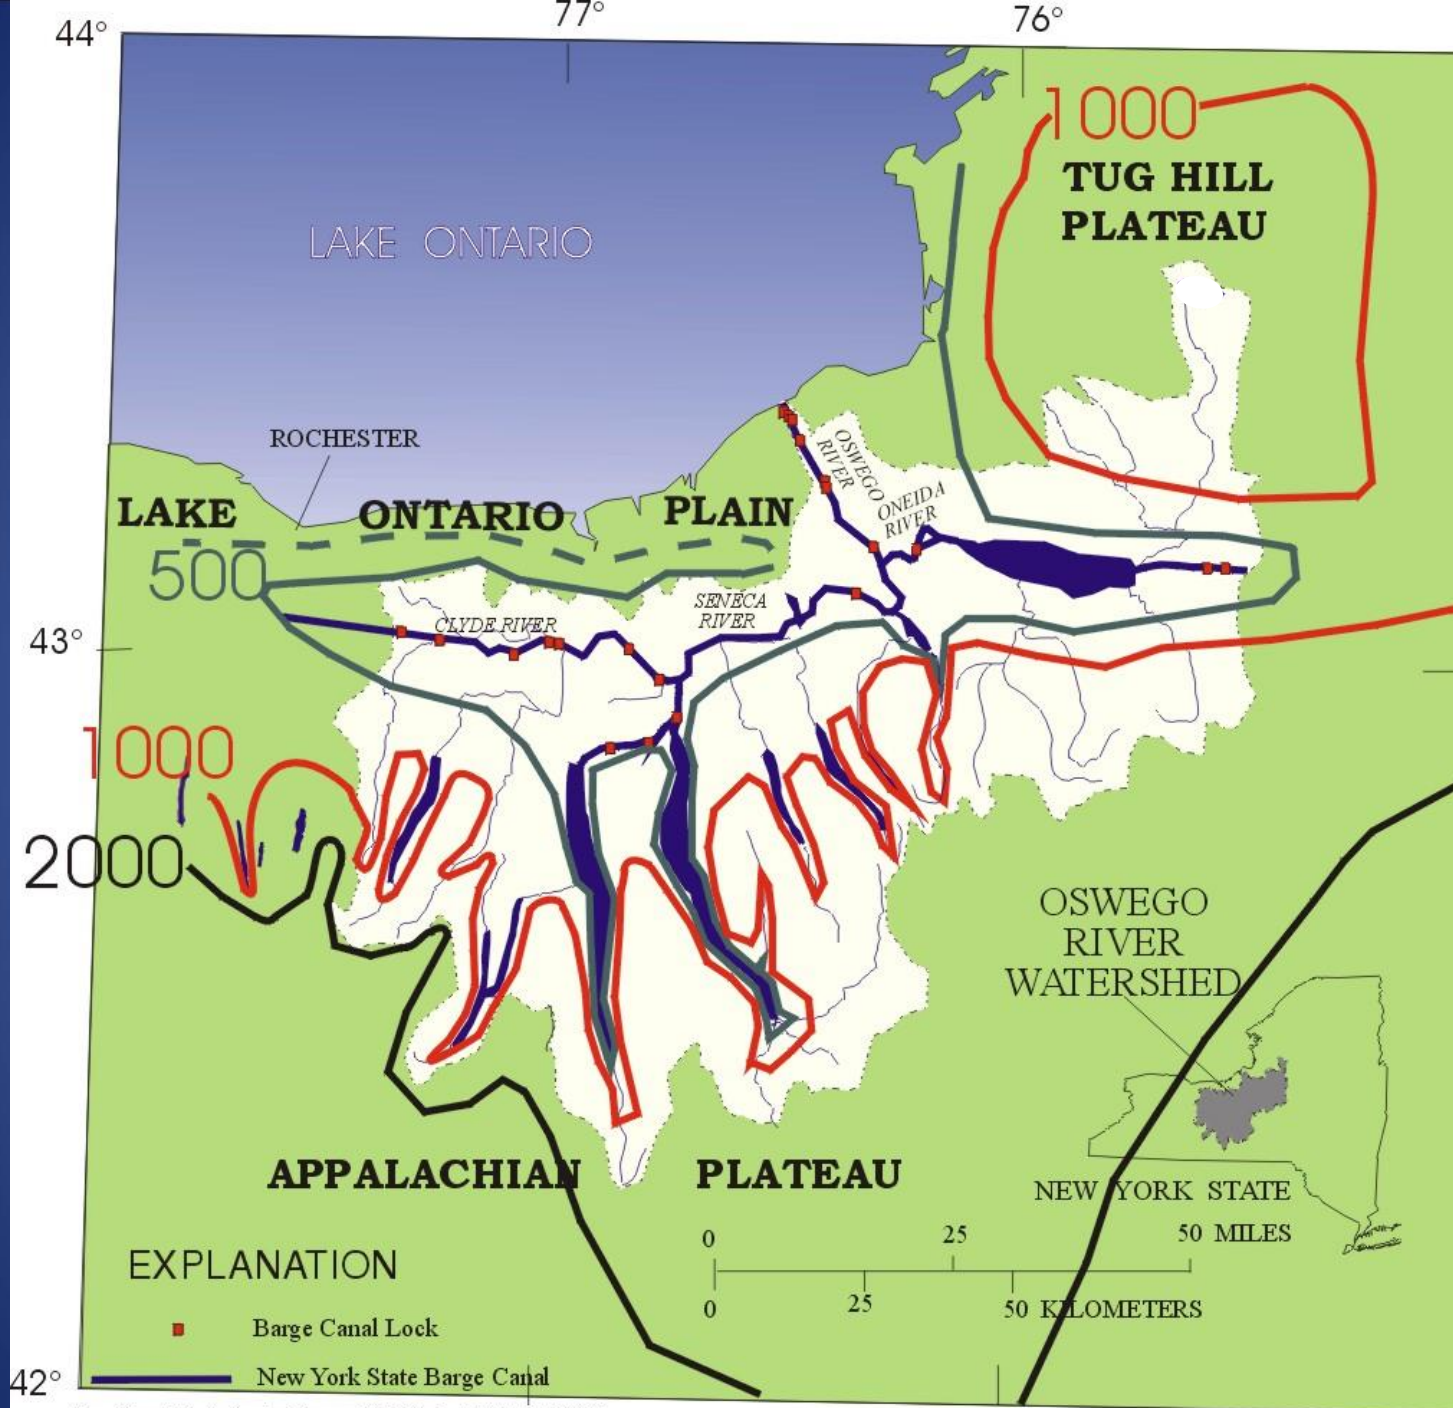 77°
76°
44°
1000
TUG HILL
PLATEAU
LAKE ONTARIO
ROCHESTER
OSWEGO
RIVER
ONEIDA
RIVER
LAKE ONTARIO PLAIN
500
SENECA
RIVER
CLYDE RIVER
43°
1000
2000
OSWEGO
RIVER
WATERSHED
APPALACHIAN PLATEAU
NEW YORK STATE
0 25 50 MILES
0 25 50 KILOMETERS
EXPLANATION
Barge Canal Lock
New York State Barge Canal
42°